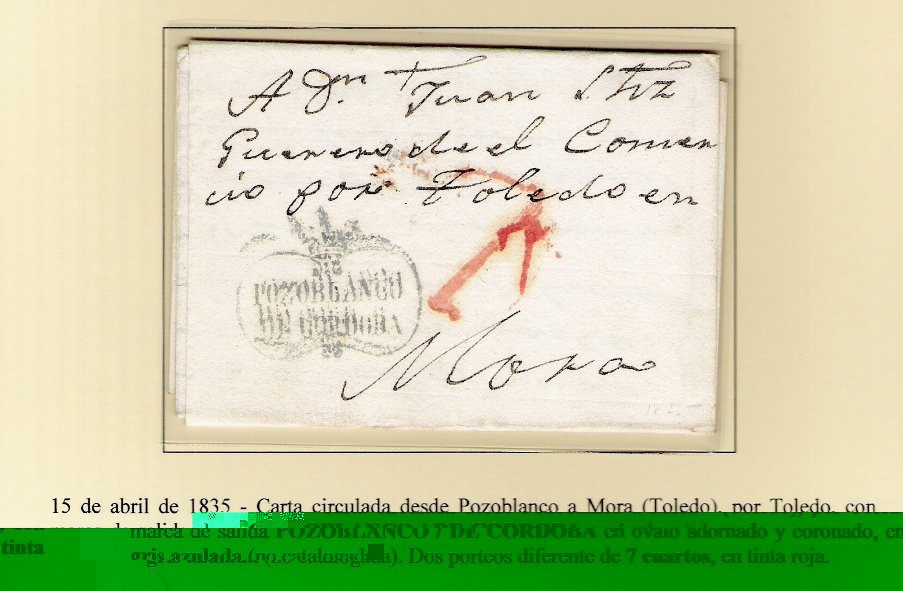 A Dn. Juan
Guerrero de el Comer
cio por Toledo en
POZOBLANCO
DE CORDOBA
7
Mora
15 de abril de 1835 - Carta circulada desde Pozoblanco a Mora (Toledo), por Toledo, con
de salida POZOBLANCO / DE CORDOBA en óvalo adornado y coronado, en
tinta
gris azulada (no catalogada). Dos porteos diferente de 7 cuartos, en tinta roja.